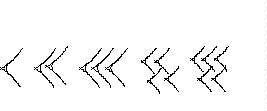 𒌋 𒎙 𒌍 𒐏 𒐐